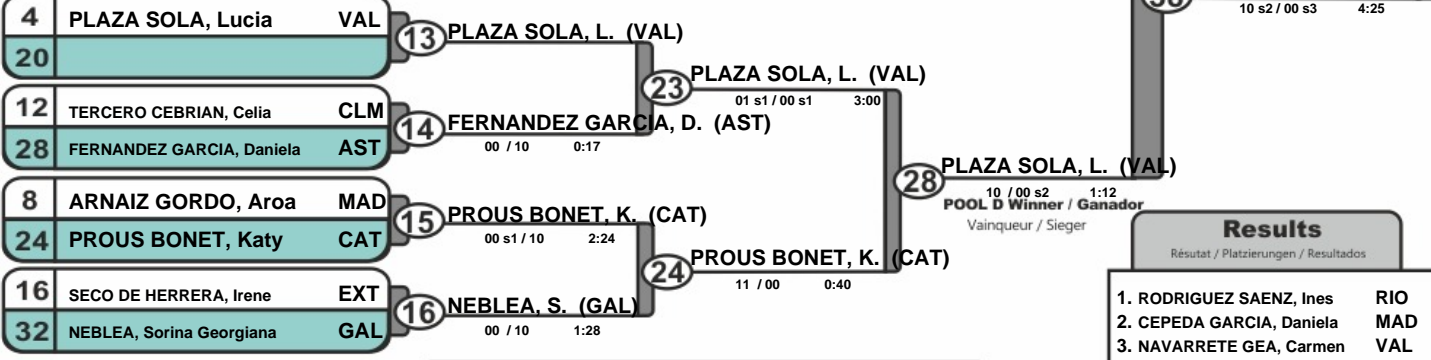 4 PLAZA SOLA, Lucia VAL
20
12 TERCERO CEBRIAN, Celia CLM
28 FERNANDEZ GARCIA, Daniela AST
8 ARNAIZ GORDO, Aroa MAD
24 PROUS BONET, Katy CAT
16 SECO DE HERRERA, Irene EXT
32 NEBLEA, Sorina Georgiana GAL
13 PLAZA SOLA, L. (VAL)
14 FERNANDEZ GARCIA, D. (AST)
00 / 10 0:17
15 PROUS BONET, K. (CAT)
00 s1 / 10 2:24
16 NEBLEA, S. (GAL)
00 / 10 1:28
23 PLAZA SOLA, L. (VAL)
01 s1 / 00 s1 3:00
24 PROUS BONET, K. (CAT)
11 / 00 0:40
28 PLAZA SOLA, L. (VAL)
10 / 00 s2 1:12
POOL D Winner / Ganador
Vainqueur / Sieger
10 s2 / 00 s3 4:25
Results
Résutat / Platzierungen / Resultados
1. RODRIGUEZ SAENZ, Ines RIO
2. CEPEDA GARCIA, Daniela MAD
3. NAVARRETE GEA, Carmen VAL